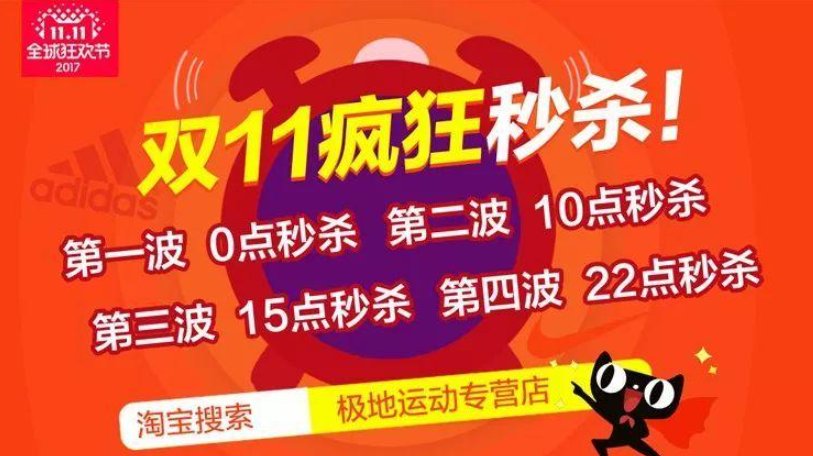 11.11
全球狂欢节
2017
双11疯狂秒杀!
adidas
第一波 0点秒杀 第二波 10点秒杀
第三波 15点秒杀 第四波 22点秒杀
淘宝搜索 极地运动专营店